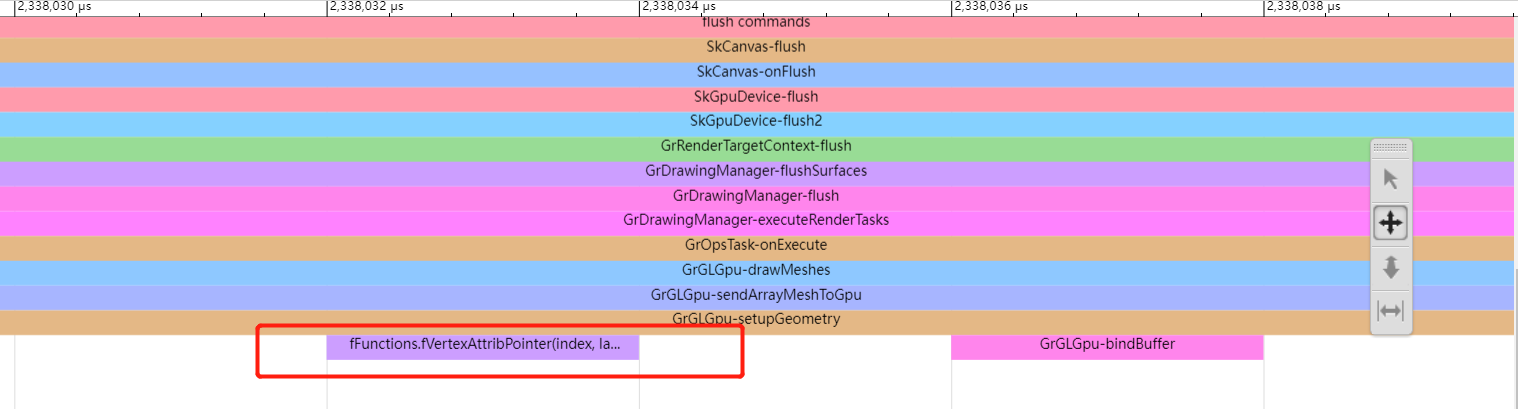 2,338,030 µs 2,338,032 µs 2,338,034 µs 2,338,036 µs 2,338,038 µs
flush commands
SkCanvas-flush
SkCanvas-onFlush
SkGpuDevice-flush
SkGpuDevice-flush2
GrRenderTargetContext-flush
GrDrawingManager-flushSurfaces
GrDrawingManager-flush
GrDrawingManager-executeRenderTasks
GrOpsTask-onExecute
GrGLGpu-drawMeshes
GrGLGpu-sendArrayMeshToGpu
GrGLGpu-setupGeometry
fFunctions.fVertexAttribPointer(index, la... GrGLGpu-bindBuffer